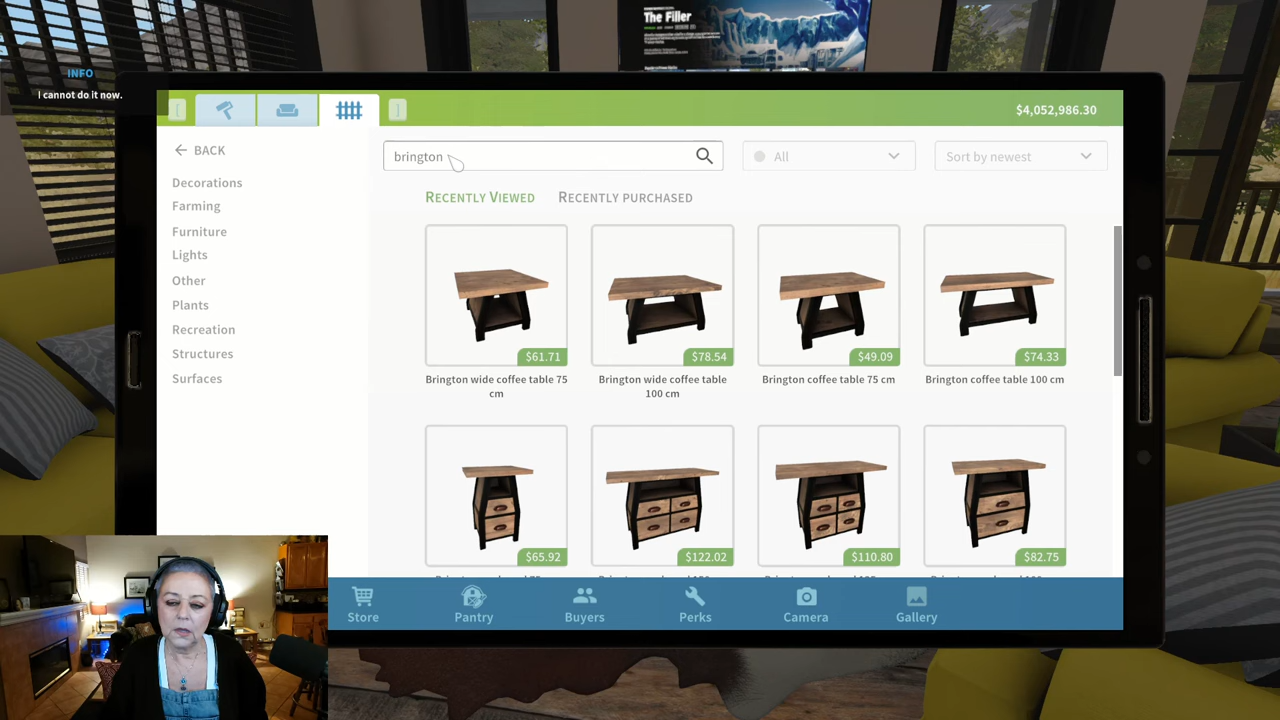 The Filler
INFO
I cannot do it now.
$4,052,986.30
BACK
brington
All
Sort by newest
Decorations
Farming
Furniture
Lights
Other
Plants
Recreation
Structures
Surfaces
RECENTLY VIEWED
RECENTLY PURCHASED
$61.71
$78.54
$49.09
$74.33
Brington wide coffee table 75
cm
Brington wide coffee table
100 cm
Brington coffee table 75 cm
Brington coffee table 100 cm
$65.92
$122.02
$110.80
$82.75
Store
Pantry
Buyers
Perks
Camera
Gallery